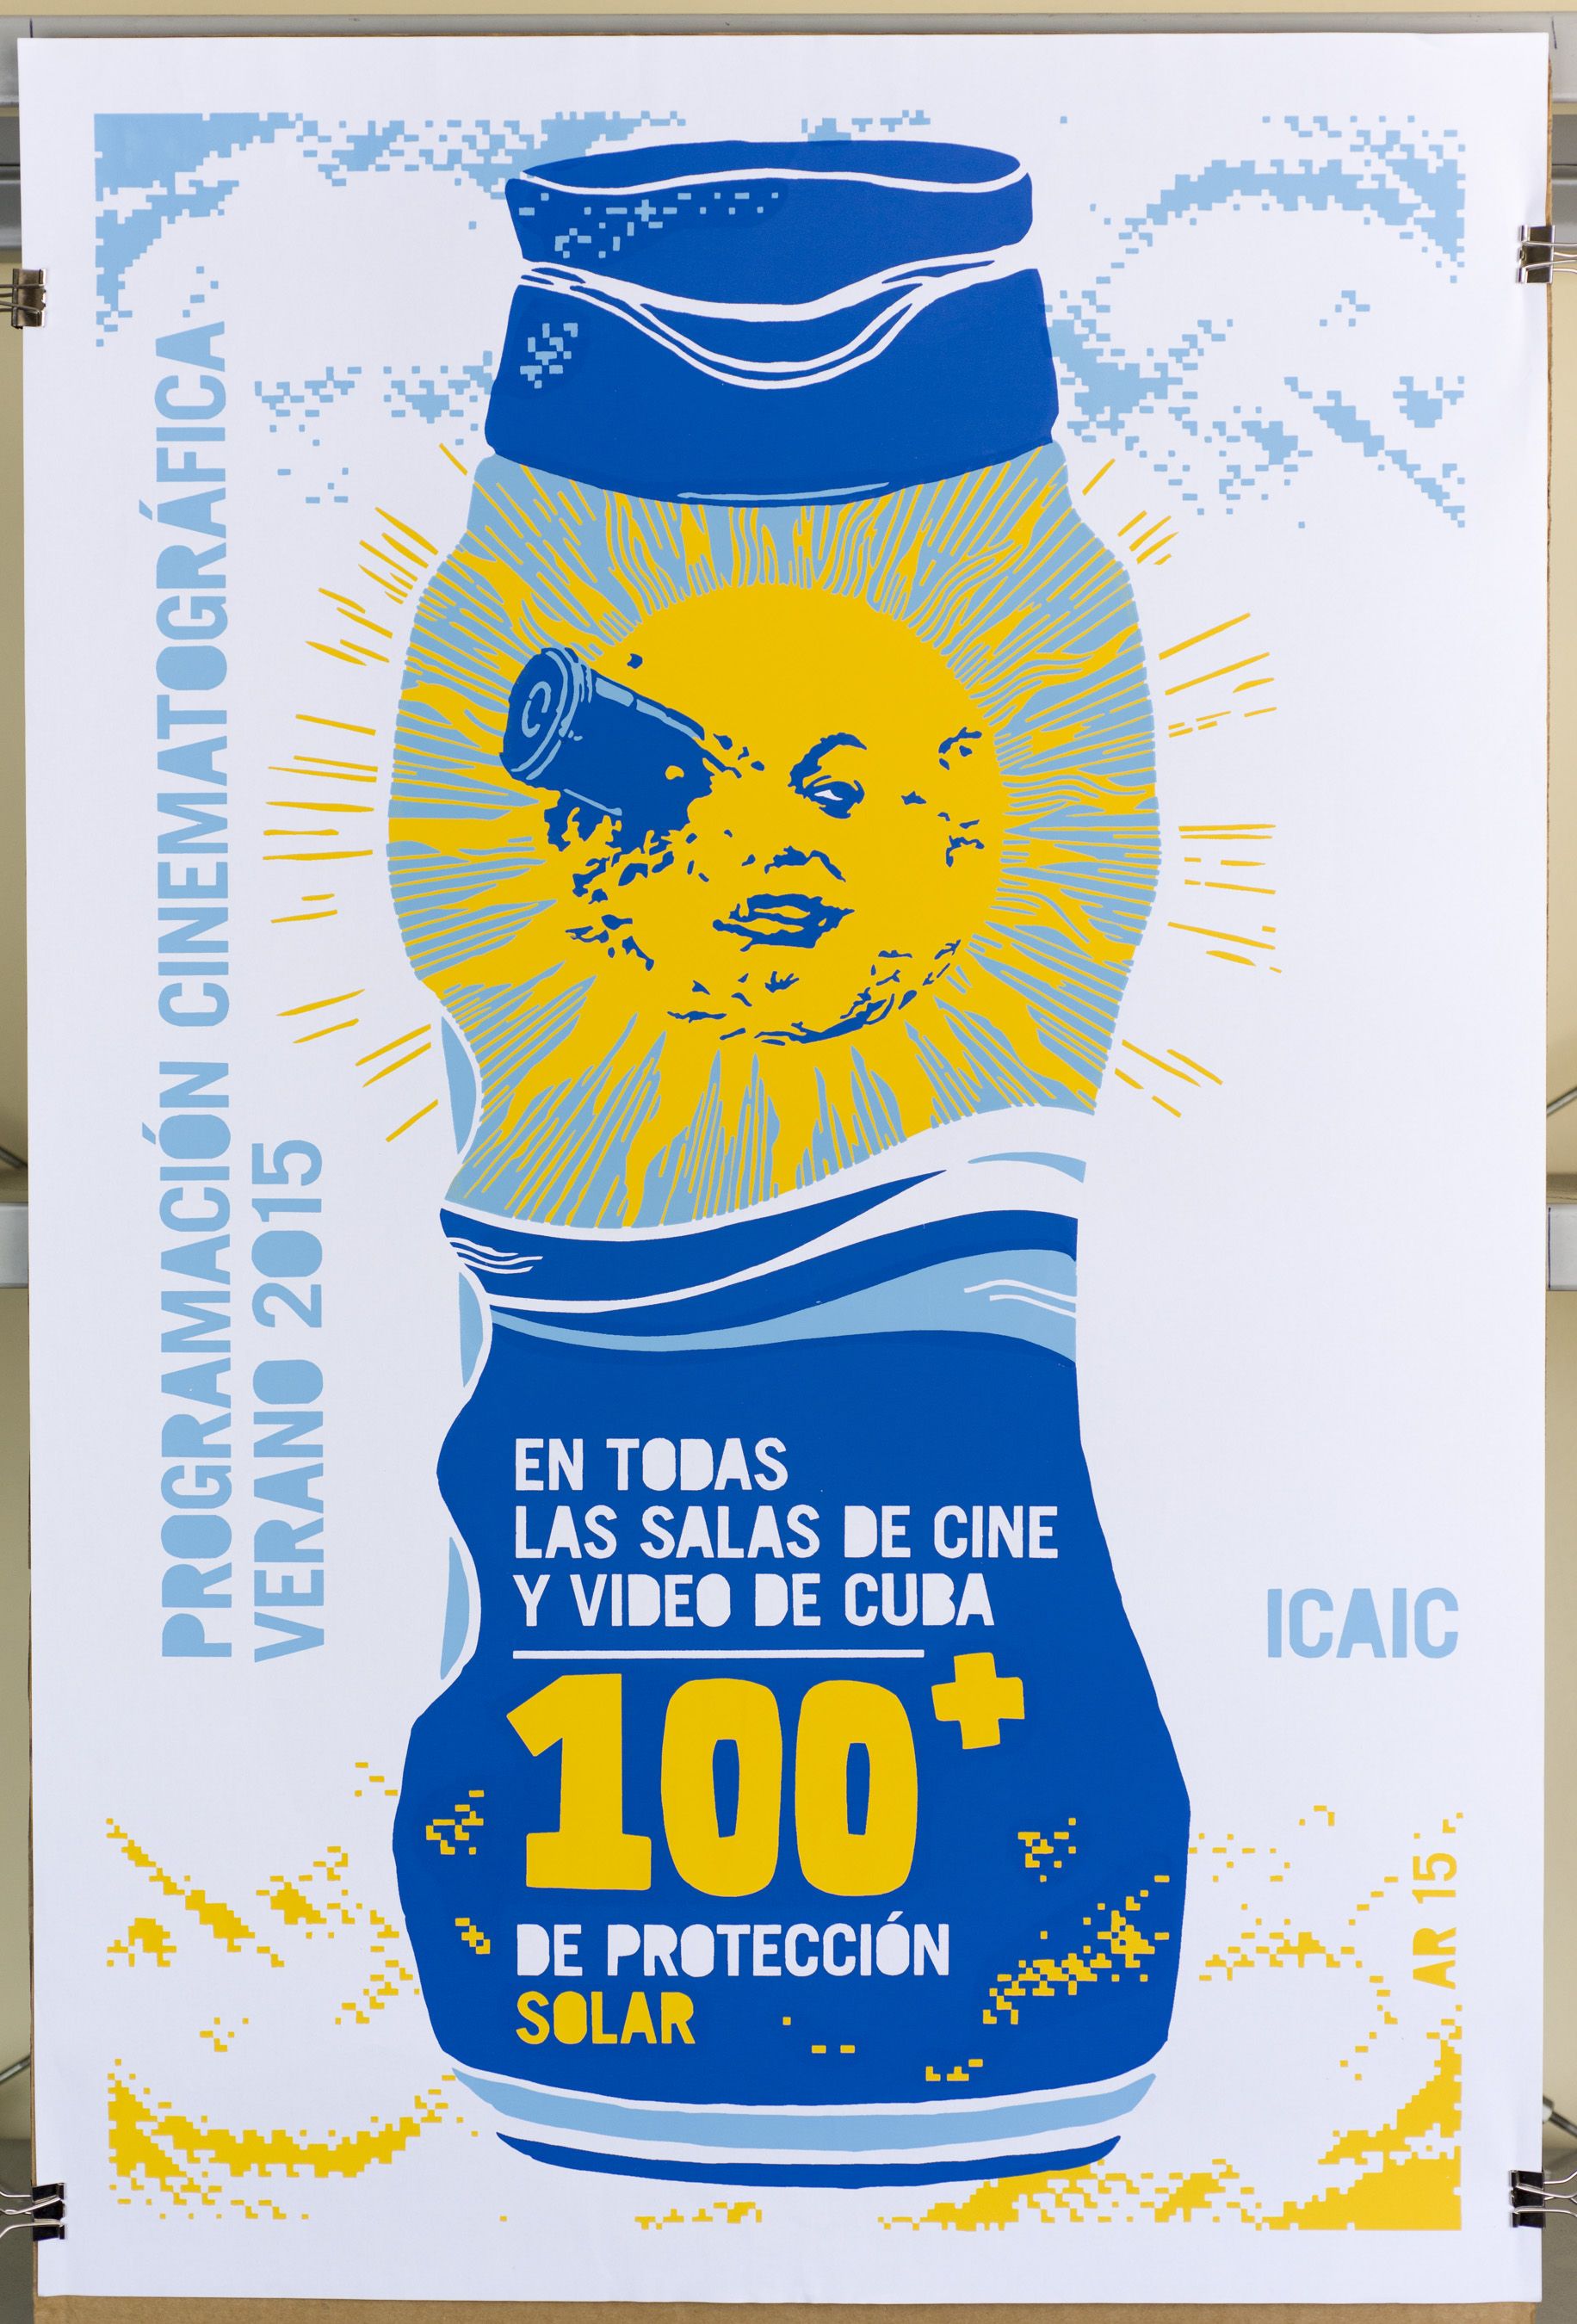 PROGRAMACIÓN CINEMATOGRÁFICA
VERANO 2015
EN TODAS
LAS SALAS DE CINE
Y VIDEO DE CUBA
100+
DE PROTECCIÓN
SOLAR
ICAIC
AR 15